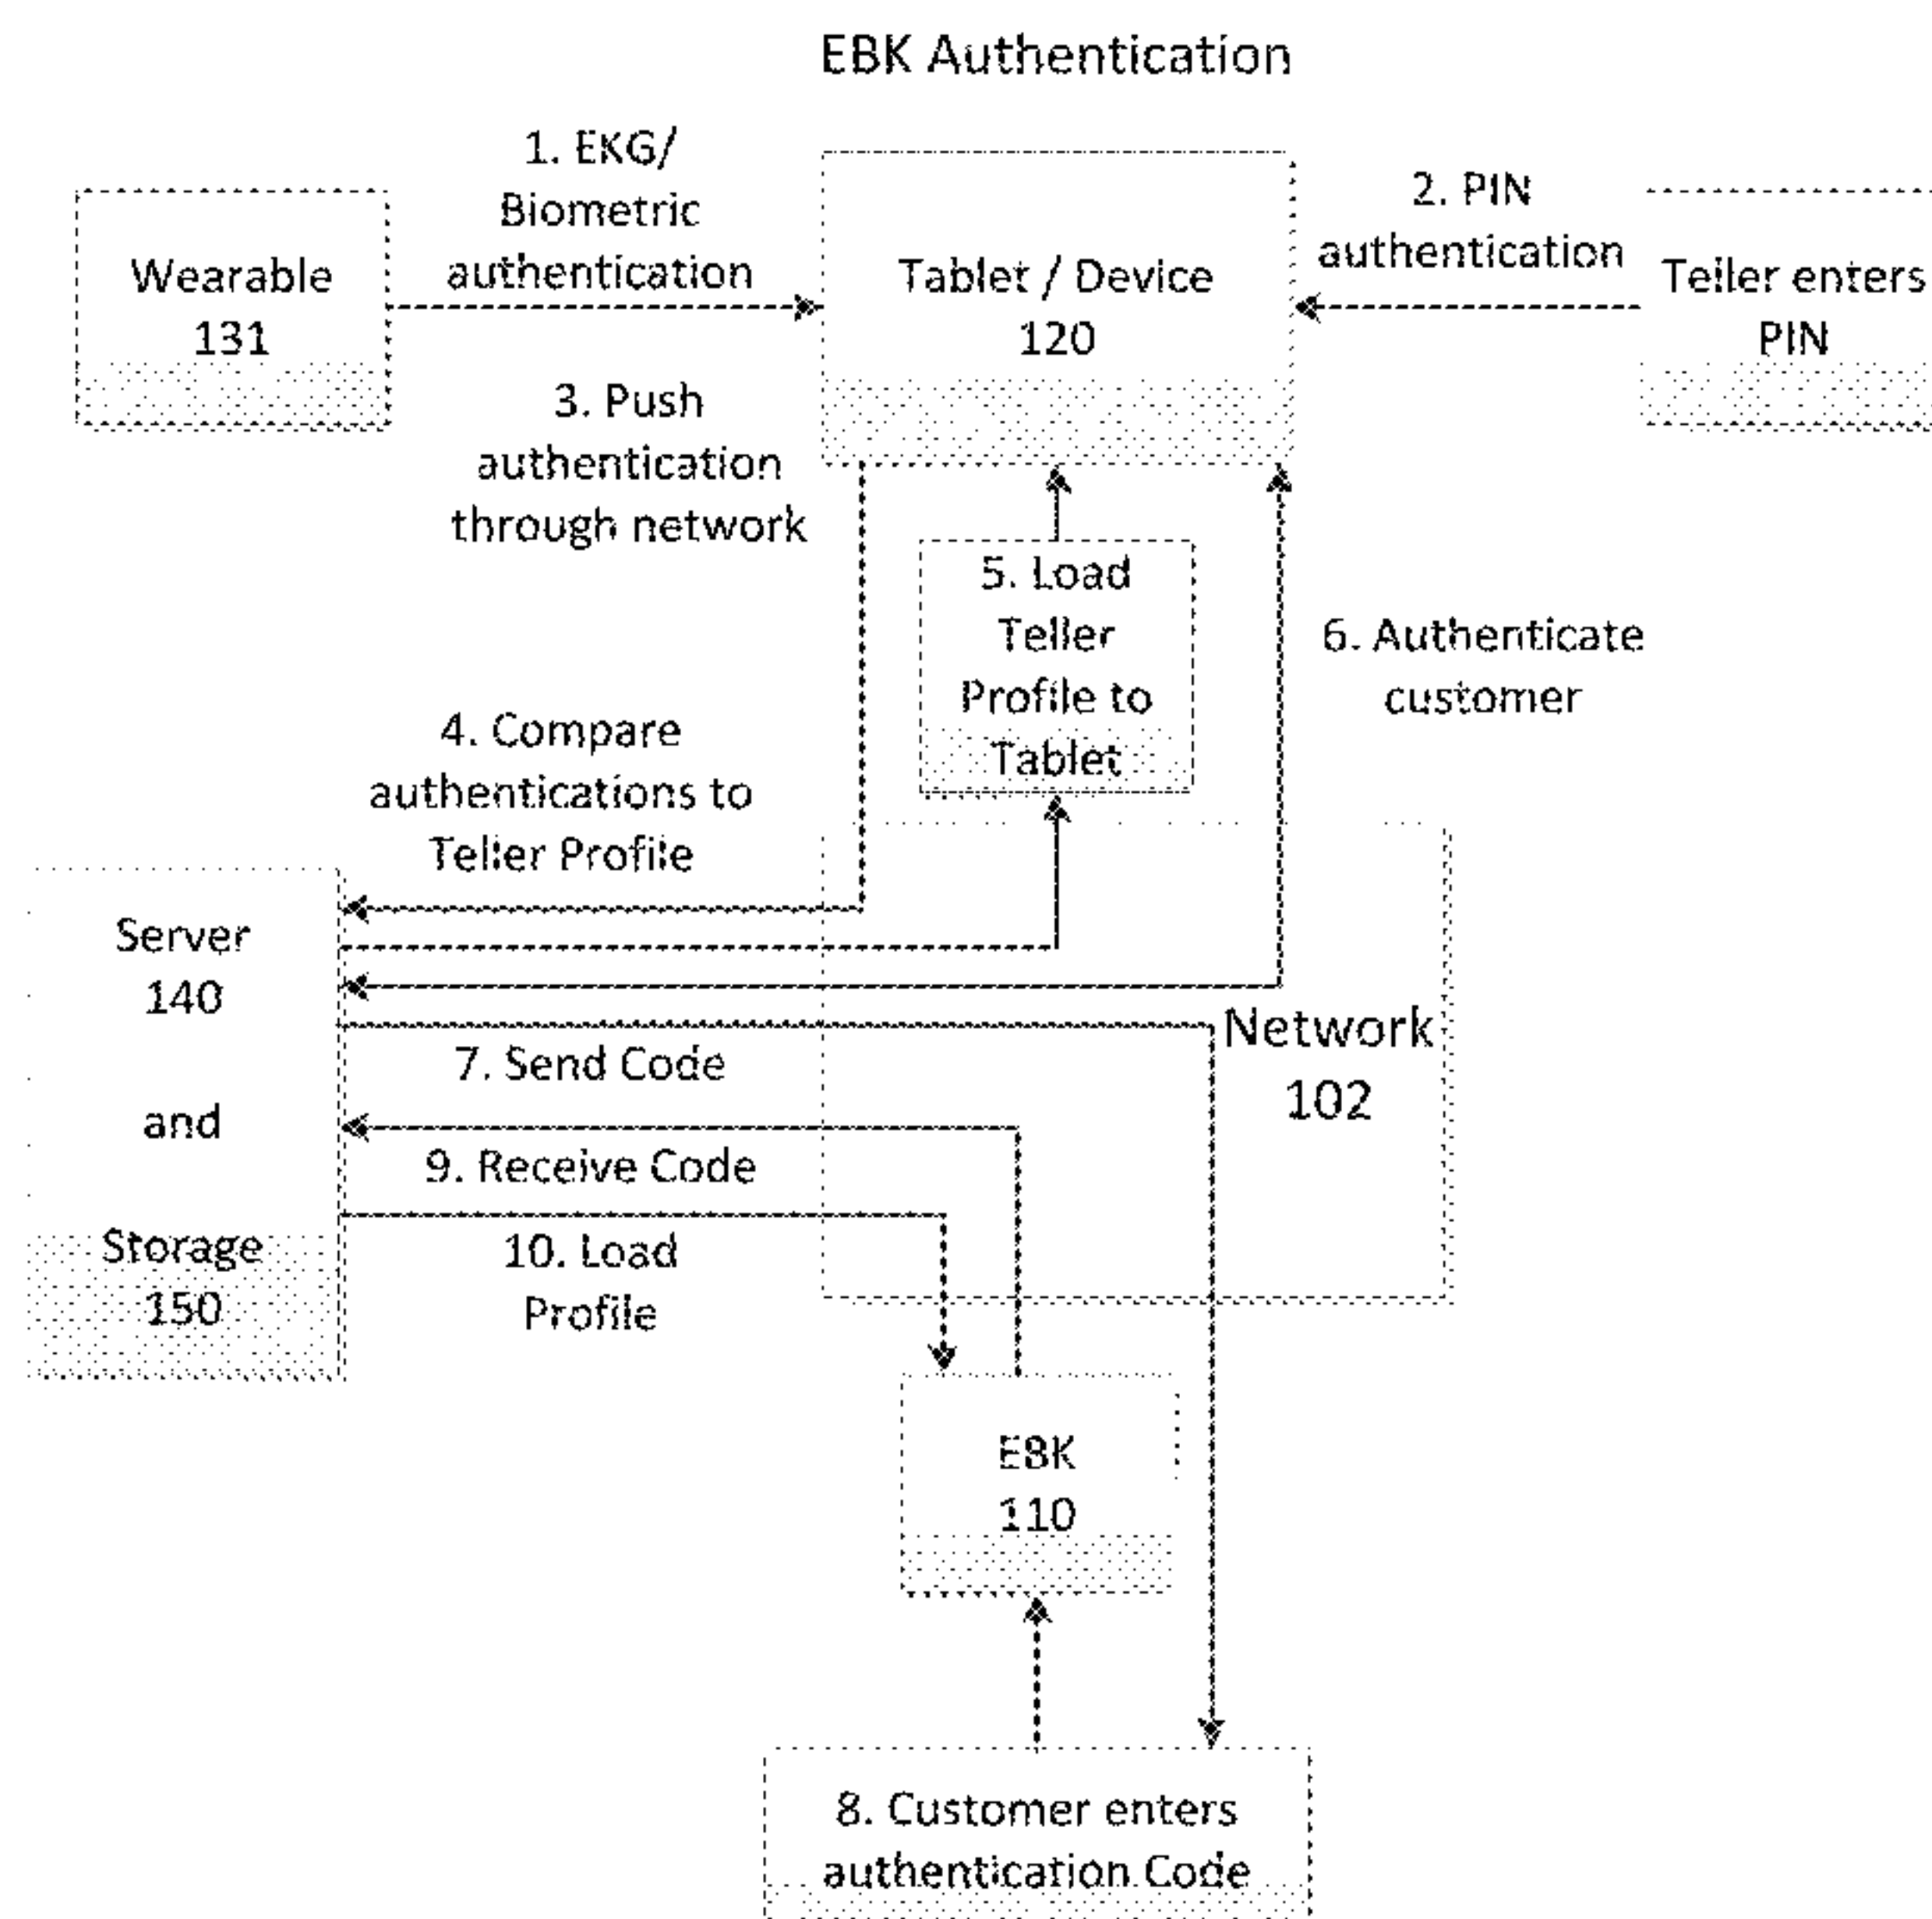 EBK Authentication
1. EKG/
Biometric
authentication
Wearable
131
Tablet / Device
120
2. PIN
authentication
Teller enters
PIN
3. Push
authentication
through network
5. Load
Teller
Profile to
Tablet
6. Authenticate
customer
4. Compare
authentications to
Teller Profile
Server
140
and
Storage
150
Network
102
7. Send Code
9. Receive Code
10. Load
Profile
EBK
110
8. Customer enters
authentication Code